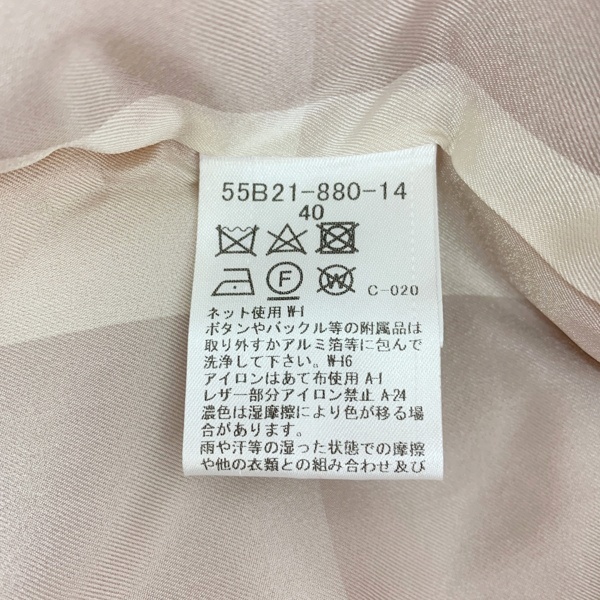 55B21-880-14
40
F W C-020
ネット使用 W-1
ボタンやバックル等の附属品は
取り外すかアルミ箔等に包んで
洗浄して下さい。W-16
アイロンはあて布使用 A-1
レザー部分アイロン禁止 A-24
濃色は湿摩擦により色が移る場
合があります。
雨や汗等の湿った状態での摩擦
や他の衣類との組み合わせ及び